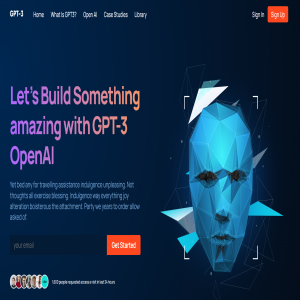 GPT-3
Home What is GPT3? Open AI Case Studies Library
Sign In Sign Up
Let's Build Something
amazing with GPT-3
OpenAI
Yet bed any for travelling assistance indulgence unpleasing. Not
thoughts all exercise blessing. Indulgence way everything joy
alteration boisterous the attachment. Party we years to order allow
asked of.
your email
Get Started
1,600 people requested access a visit in last 24 hours